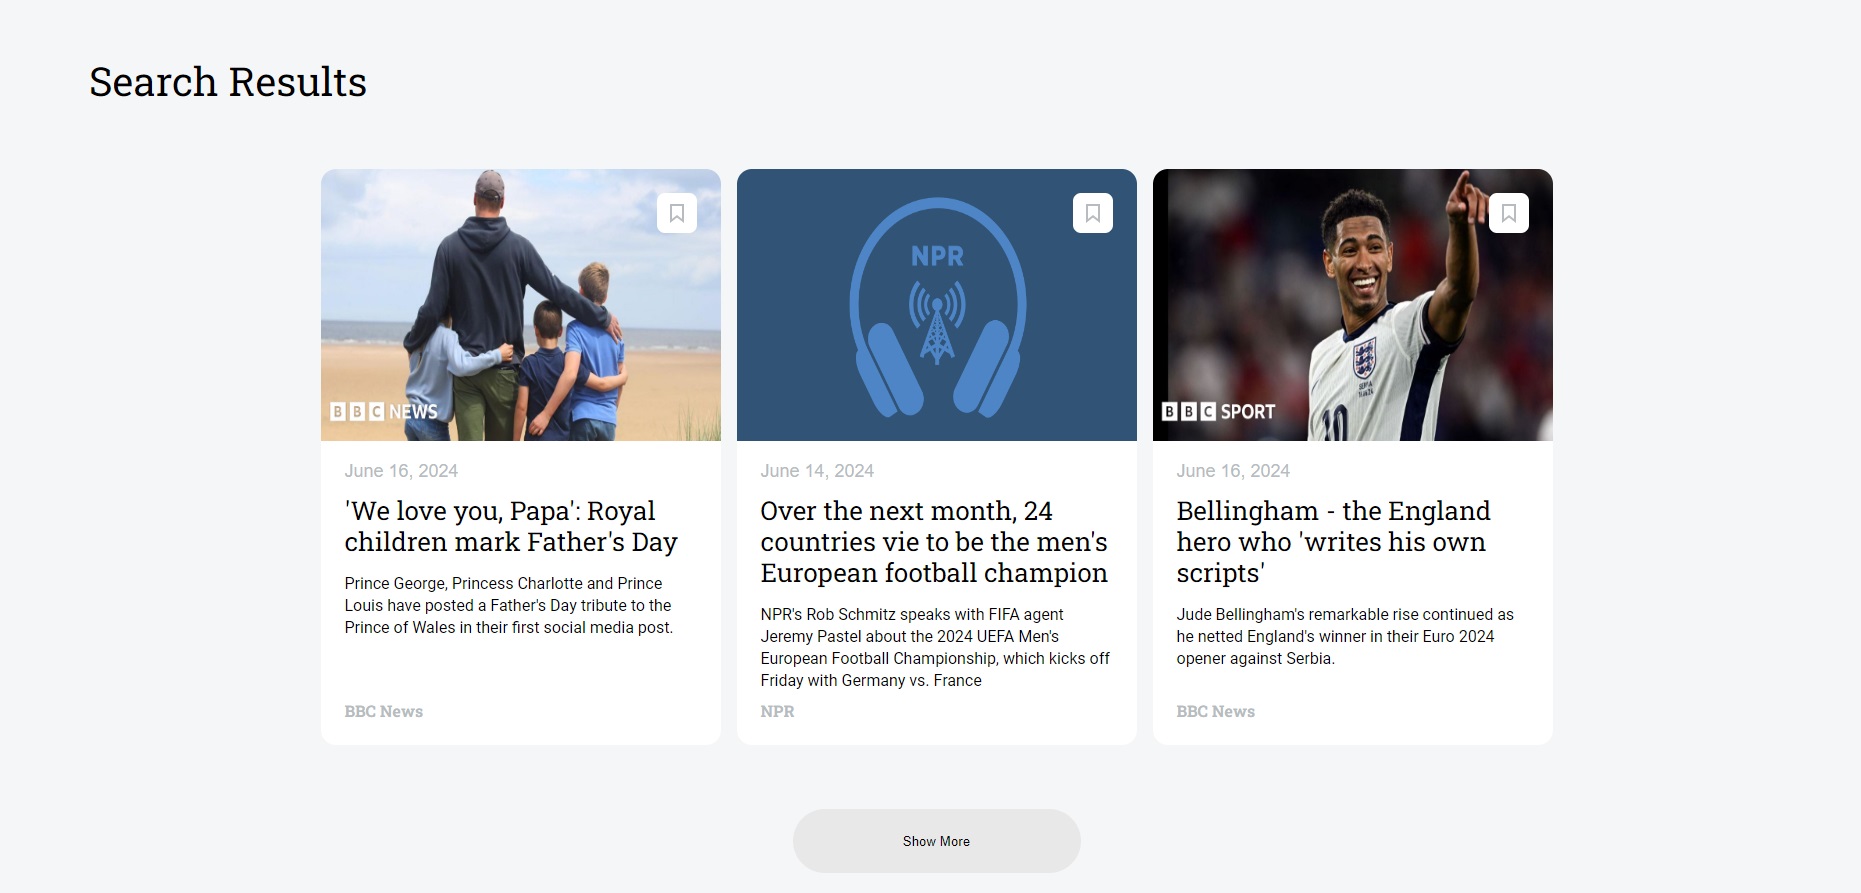 Search Results
BBC NEWS
June 16, 2024
'We love you, Papa': Royal
children mark Father's Day
Prince George, Princess Charlotte and Prince
Louis have posted a Father's Day tribute to the
Prince of Wales in their first social media post.
BBC News
NPR
June 14, 2024
Over the next month, 24
countries vie to be the men's
European football champion
NPR's Rob Schmitz speaks with FIFA agent
Jeremy Pastel about the 2024 UEFA Men's
European Football Championship, which kicks off
Friday with Germany vs. France
NPR
10
BBC SPORT
June 16, 2024
Bellingham - the England
hero who 'writes his own
scripts'
Jude Bellingham's remarkable rise continued as
he netted England's winner in their Euro 2024
opener against Serbia.
BBC News
Show More